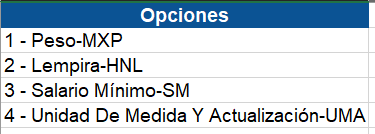 Opciones
1 - Peso-MXP
2 - Lempira-HNL
3 - Salario Mínimo-SM
4 - Unidad De Medida Y Actualización-UMA